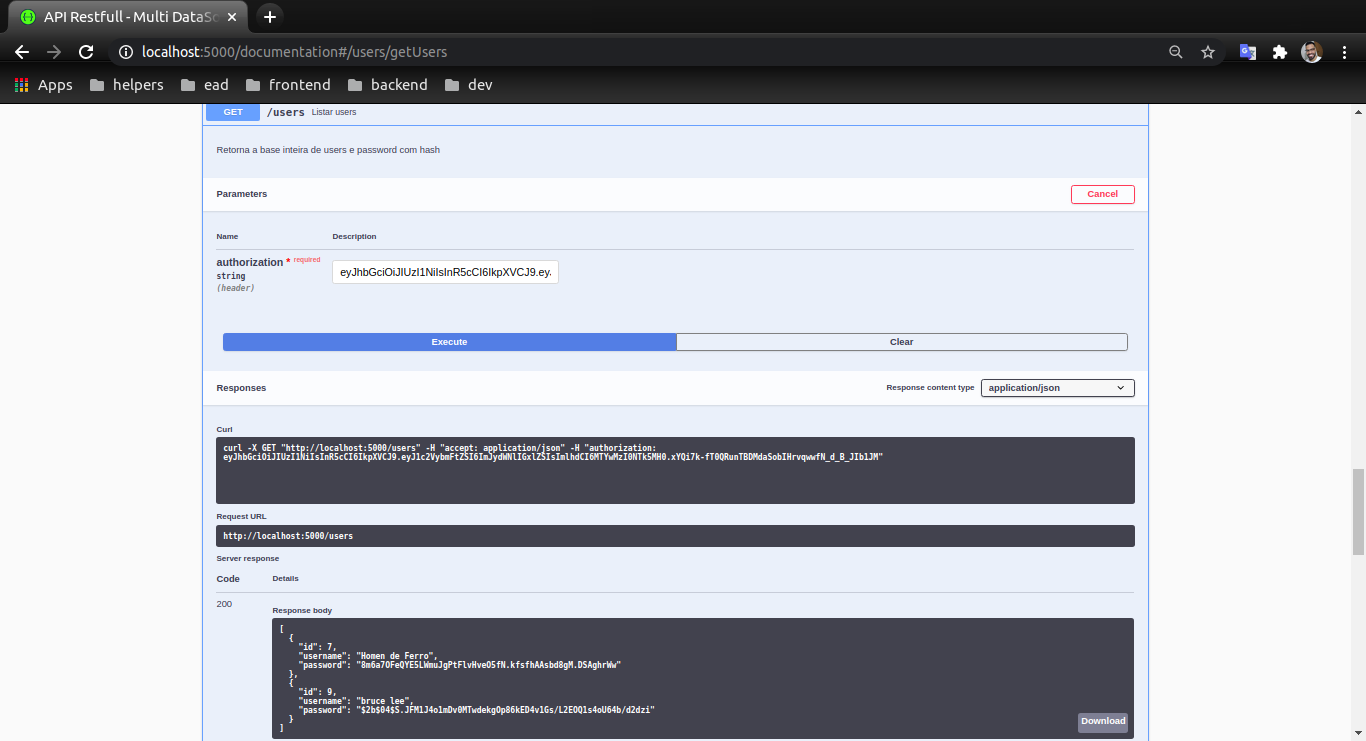 API Restfull - Multi DataSo
localhost:5000/documentation#/users/getUsers
Apps helpers ead frontend backend dev
GET /users Listar users
Retorna a base inteira de users e password com hash
Parameters Cancel
Name Description
authorization * required
string
(header)
eyJhbGciOiJIUzI1NiIsInR5cCI6IkpXVCJ9.ey.
Execute Clear
Responses Response content type application/json
Curl
curl -X GET "http://localhost:5000/users" -H "accept: application/json" -H "authorization:
eyJhbGciOiJIUzI1NiIsInR5cCI6IkpXVCJ9.eyJ1c2VybmFtZSI6ImJydWNlIGxlZSIsImlhdCI6MTYwMzI0NTk5MH0.xYQi7k-fT0QRunTBDMdaSobIHrvqwwfN_d_B_JIb1JM"
Request URL
http://localhost:5000/users
Server response
Code Details
200
Response body
[
{
"id": 7,
"username": "Homen de Ferro",
"password": "8m6a7OFeQYE5LWmuJgPtFlvHveO5fN.kfsfhAAsbd8gM.DSAghrWw"
},
{
"id": 9,
"username": "bruce lee",
"password": "$2b$04$S.JFM1J4o1mDv0MTwdekgOp86kED4v1Gs/L2EOQ1s4oU64b/d2dzi"
}
]
Download